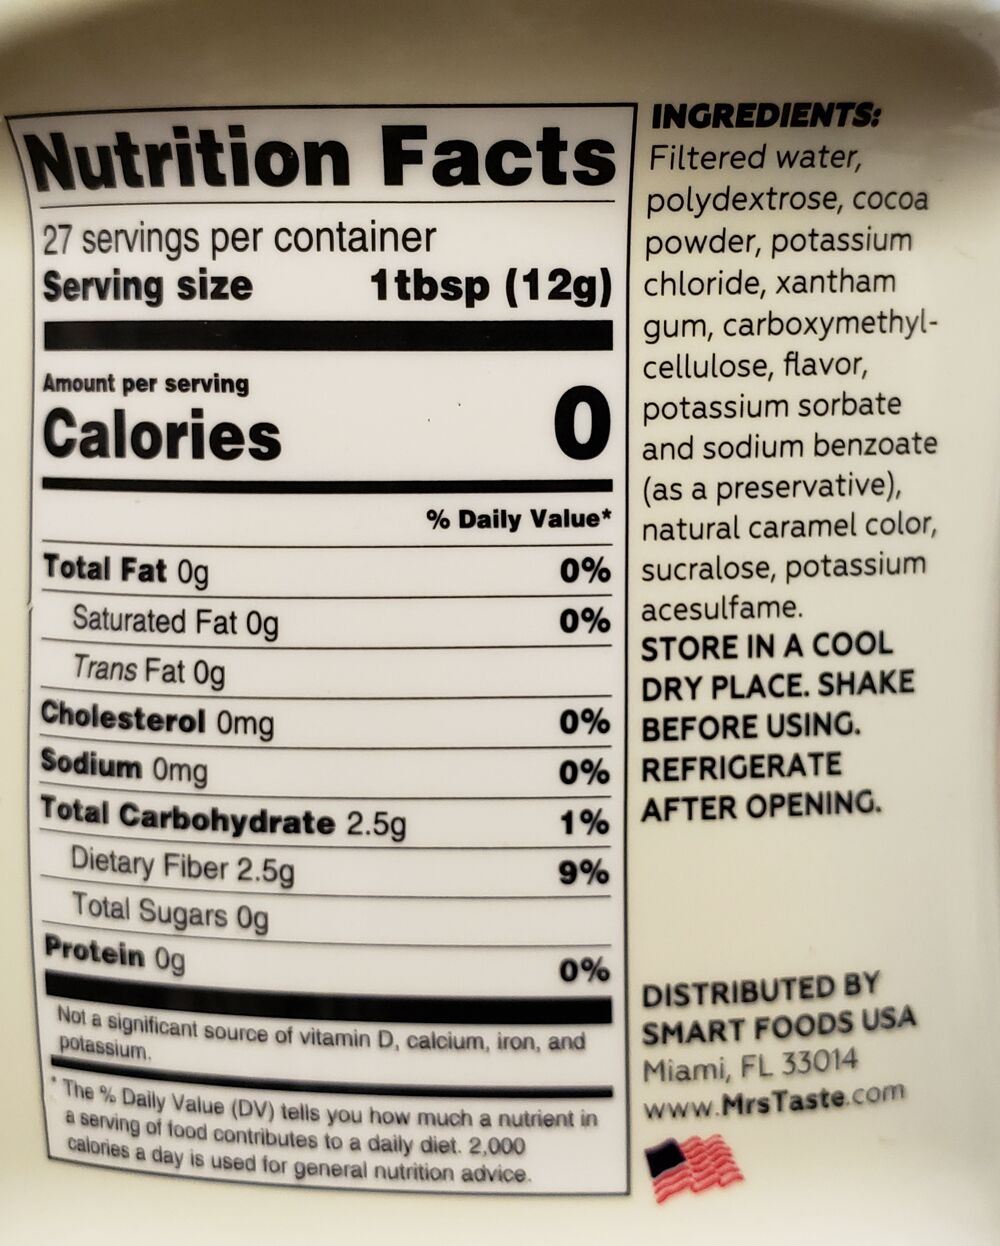 Nutrition Facts
27 servings per container
Serving size 1tbsp (12g)
Amount per serving
Calories 0
% Daily Value*
Total Fat 0g 0%
Saturated Fat 0g 0%
Trans Fat 0g
Cholesterol 0mg 0%
Sodium 0mg 0%
Total Carbohydrate 2.5g 1%
Dietary Fiber 2.5g 9%
Total Sugars 0g
Protein 0g 0%
Not a significant source of vitamin D, calcium, iron, and
potassium.
* The % Daily Value (DV) tells you how much a nutrient in
a serving of food contributes to a daily diet. 2,000
calories a day is used for general nutrition advice.
INGREDIENTS:
Filtered water,
polydextrose, cocoa
powder, potassium
chloride, xantham
gum, carboxymethyl-
cellulose, flavor,
potassium sorbate
and sodium benzoate
(as a preservative),
natural caramel color,
sucralose, potassium
acesulfame.
STORE IN A COOL
DRY PLACE. SHAKE
BEFORE USING.
REFRIGERATE
AFTER OPENING.
DISTRIBUTED BY
SMART FOODS USA
Miami, FL 33014
www.MrsTaste.com